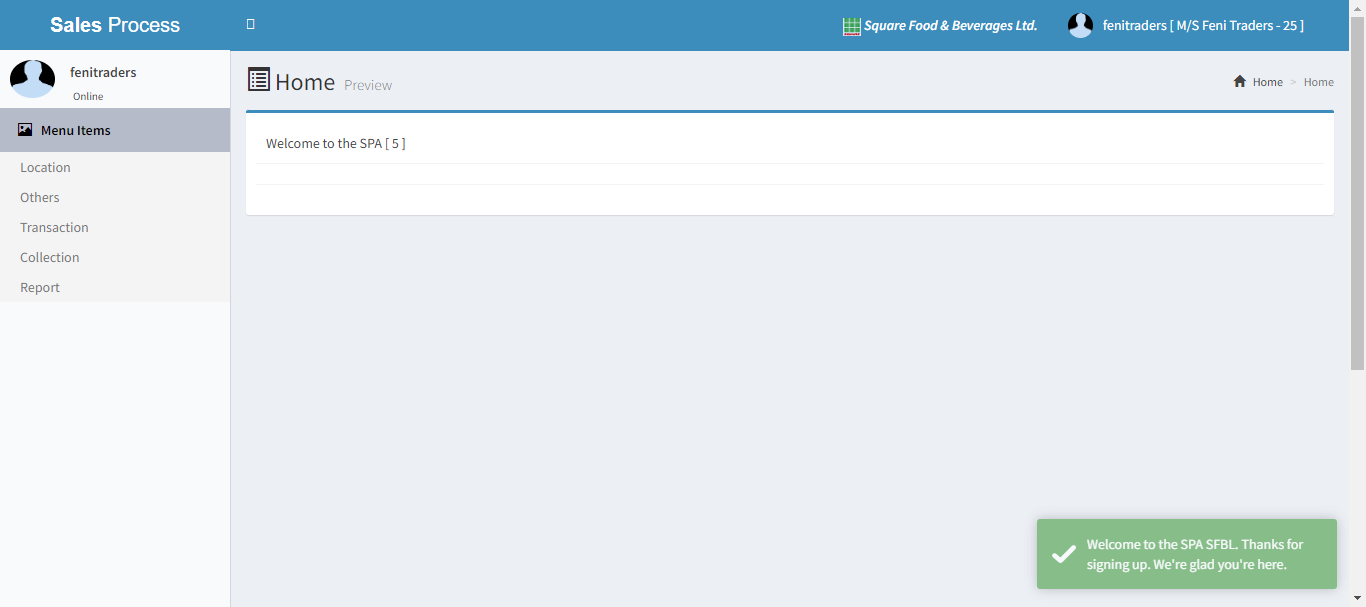 Sales Process
Square Food & Beverages Ltd.
fenitraders [ M/S Feni Traders - 25 ]
fenitraders
Online
Menu Items
Location
Others
Transaction
Collection
Report
Home Preview
Home > Home
Welcome to the SPA [ 5 ]
Welcome to the SPA SFBL. Thanks for
signing up. We're glad you're here.